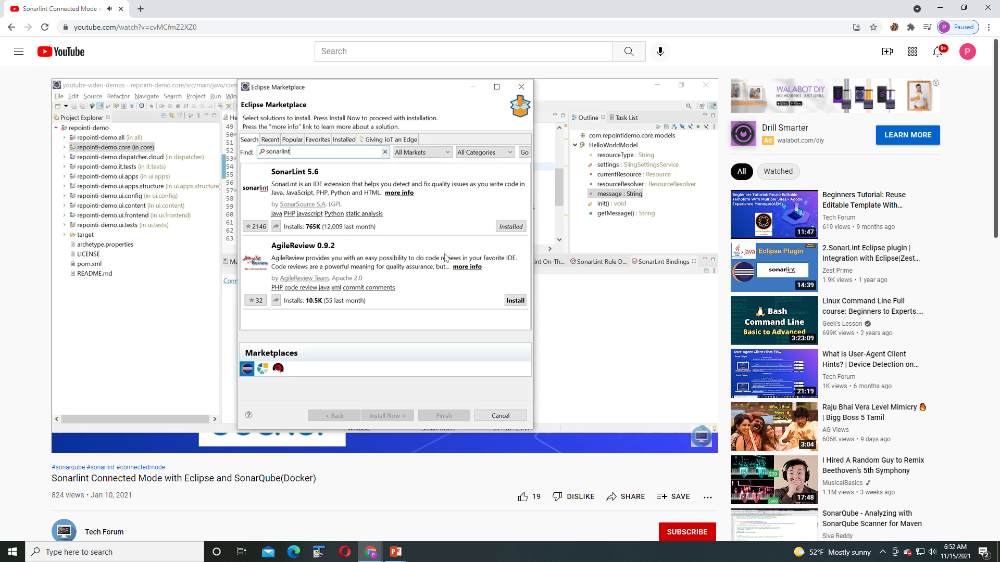 Sonarlint Connected Mode w
youtube.com/watch?v=cvMCfmZ2XZ0
P
Paused
YouTube
Search
9+
P
youtube-video-demos - repointi-demo.core/src/main/java/com
File Edit Source Refactor Navigate Search Project Run Win
Project Explorer
repointi-demo
repointi-demo.all (in all)
repointi-demo.core (in core)
repointi-demo.dispatcher.cloud (in dispatcher)
repointi-demo.it.tests (in it.tests)
repointi-demo.ui.apps (in ui.apps)
repointi-demo.ui.apps.structure (in ui.apps.structure
repointi-demo.ui.config (in ui.config)
repointi-demo.ui.content (in ui.content)
repointi-demo.ui.frontend (in ui.frontend)
repointi-demo.ui.tests (in ui.tests)
target
archetype.properties
LICENSE
pom.xml
README.md
He
49
50
51
52
53
54
55
56
57
58
59
60
61
62
63
Ma
Conn
Eclipse Marketplace
Eclipse Marketplace
Select solutions to install. Press Install Now to proceed with installation.
Press the "more info" link to learn more about a solution.
Search Recent Popular Favorites Installed Giving IoT an Edge
Find: sonarlint All Markets All Categories Go
SonarLint 5.6
sonarlint
SonarLint is an IDE extension that helps you detect and fix quality issues as you write code in
Java, JavaScript, PHP, Python and HTML. more info
by SonarSource S.A, LGPL
java PHP javascript Python static analysis
2146 Installs: 765K (12,009 last month) Installed
AgileReview 0.9.2
Agile Review
AgileReview provides you with an easy possibility to do code reviews in your favorite IDE.
Code reviews are a powerful meaning for quality assurance, but... more info
by AgileReview Team, Apache 2.0
PHP code review java xml commit comments
32 Installs: 10.5K (55 last month) Install
Marketplaces
< Back Install Now > Finish Cancel
Outline Task List
com.repointidemo.core.models
HelloWorldModel
resourceType : String
settings : SlingSettingsService
currentResource : Resource
resourceResolver : ResourceResolver
message : String
init() : void
getMessage() : String
int On-Th... SonarLint Rule D... SonarLint Bindings
#sonarqube #sonarlint #connectedmode
Sonarlint Connected Mode with Eclipse and SonarQube(Docker)
824 views • Jan 10, 2021
19 DISLIKE SHARE SAVE
Tech Forum
SUBSCRIBE
WALABOT DIY
NO WORRIES. JUST DRILL
Drill Smarter
Ad walabot.com/diy
LEARN MORE
All Watched
Beginners Tutorial: Reuse Editable
Template With Multiple Sites - Adobe
Experience Manager(AEM)
11:47
Beginners Tutorial: Reuse
Editable Template With...
Tech Forum
619 views • 9 months ago
Java Eclipse Plugin
sonarlint
14:39
2.SonarLint Eclipse plugin |
Integration with Eclipse|Zest...
Zest Prime
1.9K views • 1 year ago
Bash
Command Line
Basic to Advanced
3:23:09
Linux Command Line Full
course: Beginners to Experts....
Geek's Lesson
699K views • 2 years ago
User-Agent Client Hints Flow
21:19
What is User-Agent Client
Hints? | Device Detection on...
Tech Forum
1K views • 6 months ago
Raju Bhai
Mass
Mimicry
3:04
Raju Bhai Vera Level Mimicry
| Bigg Boss 5 Tamil
AG Views
606K views • 9 days ago
$30
$600
17:48
I Hired A Random Guy to Remix
Beethoven's 5th Symphony
MusicalBasics
1.1M views • 3 weeks ago
SonarQube - Analyzing with
SonarQube Scanner for Maven
Siva Reddy
Type here to search
52°F Mostly sunny
6:52 AM
11/15/2021
2